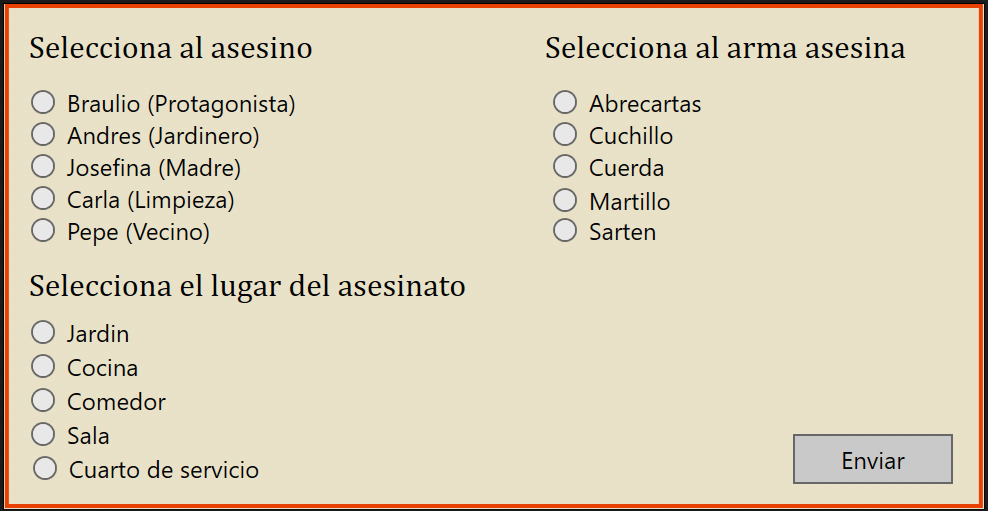 Selecciona al asesino
Braulio (Protagonista)
Andres (Jardinero)
Josefina (Madre)
Carla (Limpieza)
Pepe (Vecino)
Selecciona al arma asesina
Abrecartas
Cuchillo
Cuerda
Martillo
Sarten
Selecciona el lugar del asesinato
Jardin
Cocina
Comedor
Sala
Cuarto de servicio
Enviar